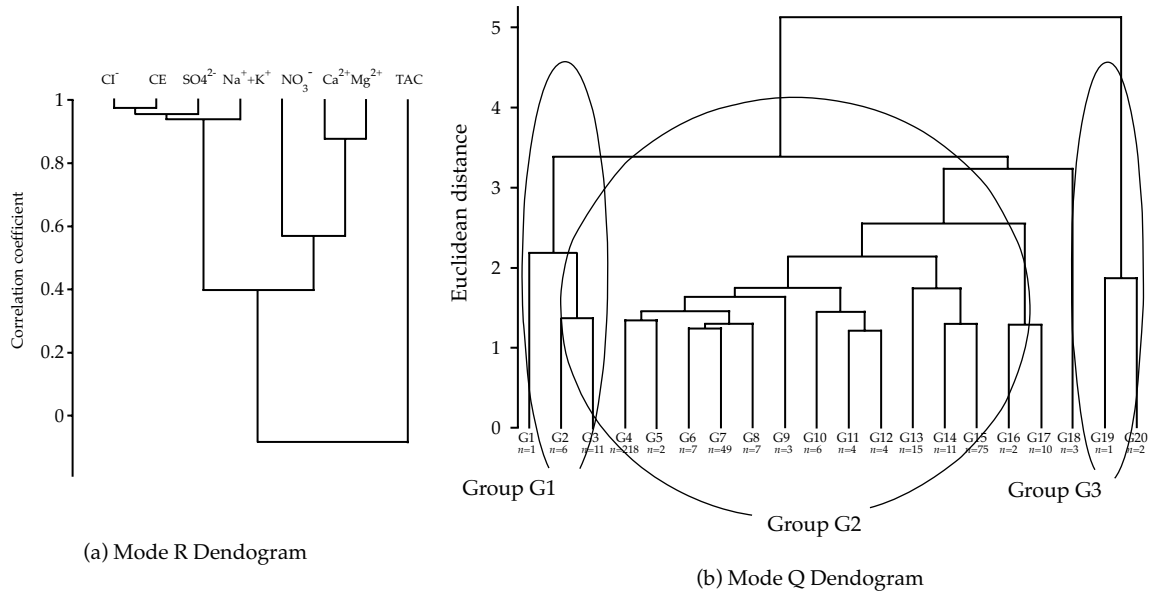 Cl⁻ CE SO4²⁻ Na⁺+K⁺ NO₃⁻ Ca²⁺Mg²⁺ TAC
1
0.8
0.6
0.4
0.2
0
Correlation coefficient
(a) Mode R Dendogram
5
4
3
2
1
0
Euclidean distance
G1 G2 G3 G4 G5 G6 G7 G8 G9 G10 G11 G12 G13 G14 G15 G16 G17 G18 G19 G20
n=1 n=6 n=11 n=218 n=2 n=7 n=49 n=7 n=3 n=6 n=4 n=4 n=15 n=11 n=75 n=2 n=10 n=3 n=1 n=2
Group G1
Group G3
Group G2
(b) Mode Q Dendogram